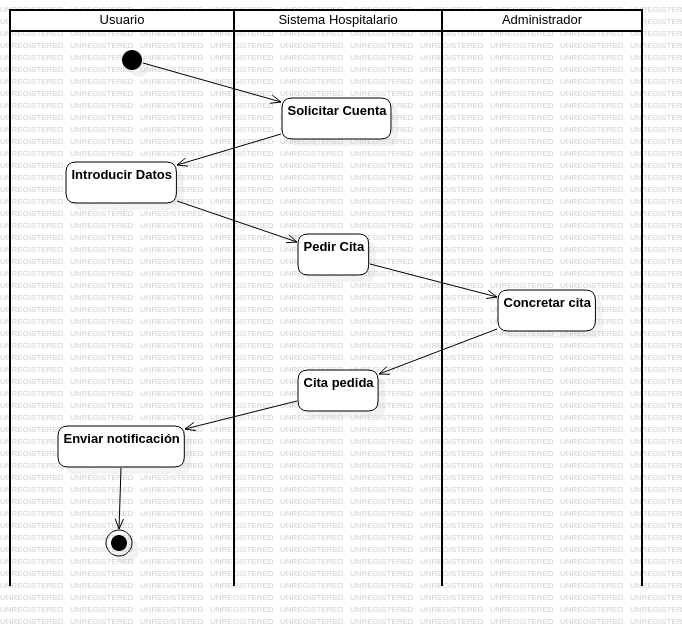 Usuario Sistema Hospitalario Administrador
Solicitar Cuenta
Introducir Datos
Pedir Cita
Concretar cita
Cita pedida
Enviar notificación
UNREGISTERED